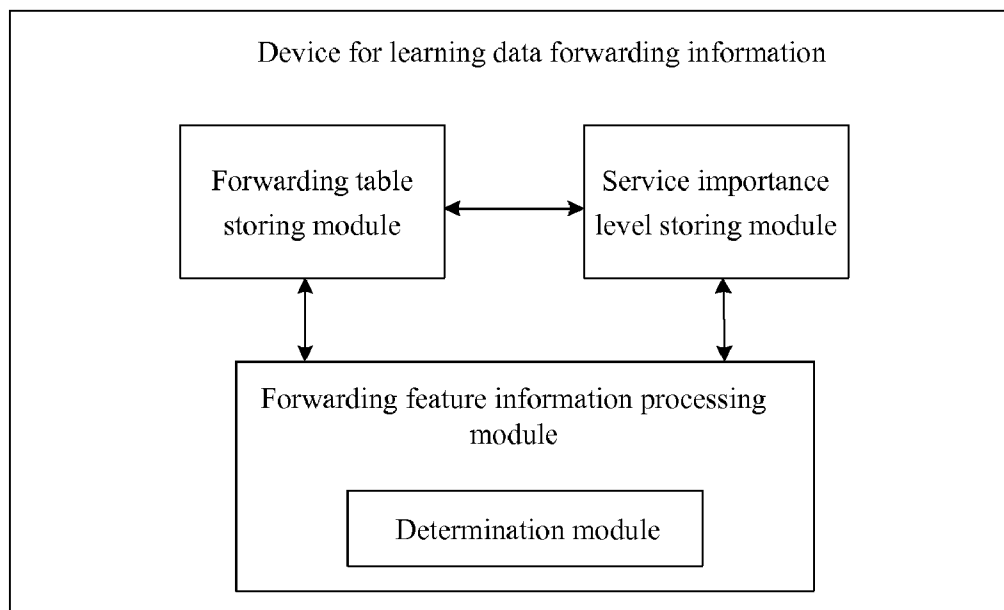 Device for learning data forwarding information
Forwarding table
storing module
Service importance
level storing module
Forwarding feature information processing
module
Determination module